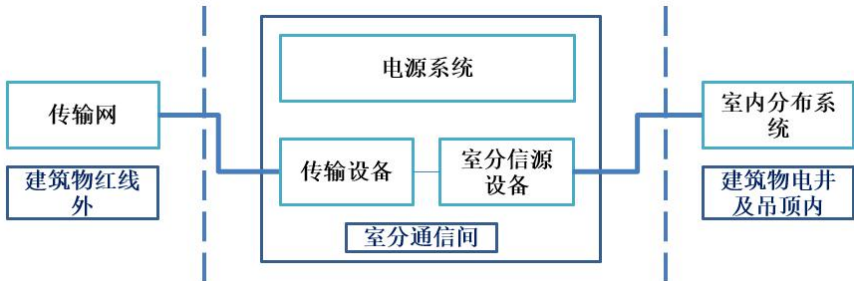 电源系统
传输网
传输设备
室分信源
设备
室内分布系
统
建筑物红线
外
室分通信间
建筑物电井
及吊顶内